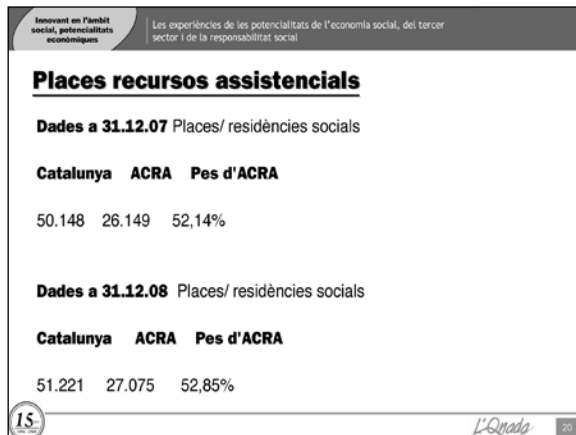 Innovant en l'àmbit
social, potencialitats
econòmiques
Les experiències de les potencialitats de l'economia social, del tercer
sector i de la responsabilitat social
Places recursos assistencials
Dades a 31.12.07 Places/ residències socials
Catalunya ACRA Pes d'ACRA
50.148 26.149 52,14%
Dades a 31.12.08 Places/ residències socials
Catalunya ACRA Pes d'ACRA
51.221 27.075 52,85%
15
L'Onada 20